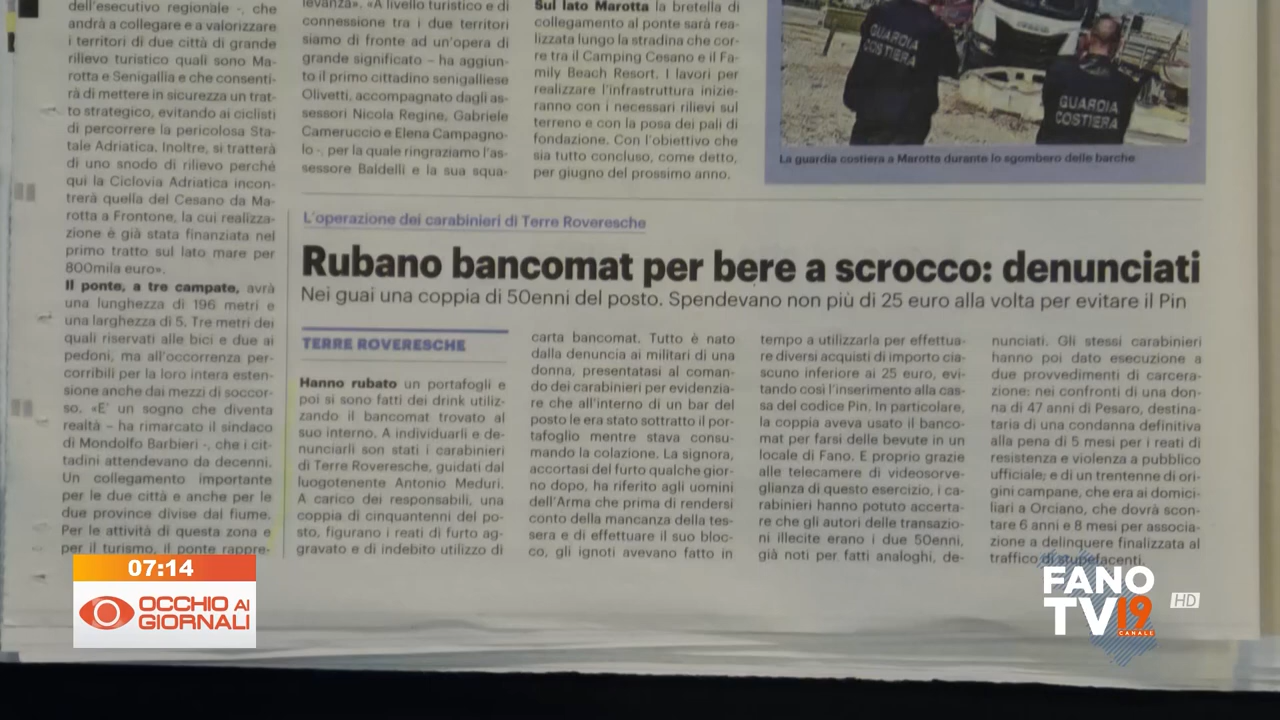 dell'esecutivo regionale -, che
andrà a collegare e a valorizzare
i territori di due città di grande
rilievo turistico quali sono Ma-
rotta e Senigallia e che consenti-
rà di mettere in sicurezza un trat-
to strategico, evitando ai ciclisti
di percorrere la pericolosa Sta-
tale Adriatica. Inoltre, si tratterà
di uno snodo di rilievo perché
qui la Ciclovia Adriatica incon-
trerà quella del Cesano da Ma-
rotta a Frontone, la cui realizza-
zione è già stata finanziata nel
primo tratto sul lato mare per
800mila euro».
Il ponte, a tre campate, avrà
una lunghezza di 196 metri e
una larghezza di 5. Tre metri dei
quali riservati alle bici e due ai
pedoni, ma all'occorrenza per-
corribili per la loro intera esten-
sione anche dai mezzi di soccor-
so. «E' un sogno che diventa
realtà – ha rimarcato il sindaco
di Mondolfo Barbieri -, che i cit-
tadini attendevano da decenni.
Un collegamento importante
per le due città e anche per le
due province divise dal fiume.
Per le attività di questa zona e
per il turismo, il ponte rappre-
levanza». «A livello turistico e di
connessione tra i due territori
siamo di fronte ad un'opera di
grande significato – ha aggiun-
to il primo cittadino senigalliese
Olivetti, accompagnato dagli as-
sessori Nicola Regine, Gabriele
Cameruccio e Elena Campagno-
lo -, per la quale ringraziamo l'as-
sessore Baldelli e la sua squa-
Sul lato Marotta la bretella di
collegamento al ponte sarà rea-
lizzata lungo la stradina che cor-
re tra il Camping Cesano e il Fa-
mily Beach Resort. I lavori per
realizzare l'infrastruttura inizie-
ranno con i necessari rilievi sul
terreno e con la posa dei pali di
fondazione. Con l'obiettivo che
sia tutto concluso, come detto,
per giugno del prossimo anno.
GUARDIA
COSTIERA
GUARDIA
COSTIERA
La guardia costiera a Marotta durante lo sgombero delle barche
L'operazione dei carabinieri di Terre Roveresche
Rubano bancomat per bere a scrocco: denunciati
Nei guai una coppia di 50enni del posto. Spendevano non più di 25 euro alla volta per evitare il Pin
TERRE ROVERESCHE
Hanno rubato un portafogli e
poi si sono fatti dei drink utiliz-
zando il bancomat trovato al
suo interno. A individuarli e de-
nunciarli son stati i carabinieri
di Terre Roveresche, guidati dal
luogotenente Antonio Meduri.
A carico dei responsabili, una
coppia di cinquantenni del po-
sto, figurano i reati di furto ag-
gravato e di indebito utilizzo di
carta bancomat. Tutto è nato
dalla denuncia ai militari di una
donna, presentatasi al coman-
do dei carabinieri per evidenzia-
re che all'interno di un bar del
posto le era stato sottratto il por-
tafoglio mentre stava consu-
mando la colazione. La signora,
accortasi del furto qualche gior-
no dopo, ha riferito agli uomini
dell'Arma che prima di rendersi
conto della mancanza della tes-
sera e di effettuare il suo bloc-
co, gli ignoti avevano fatto in
tempo a utilizzarla per effettua-
re diversi acquisti di importo cia-
scuno inferiore ai 25 euro, evi-
tando così l'inserimento alla cas-
sa del codice Pin. In particolare,
la coppia aveva usato il banco-
mat per farsi delle bevute in un
locale di Fano. E proprio grazie
alle telecamere di videosorve-
glianza di questo esercizio, i ca-
rabinieri hanno potuto accerta-
re che gli autori delle transazio-
ni illecite erano i due 50enni,
già noti per fatti analoghi, de-
nunciati. Gli stessi carabinieri
hanno poi dato esecuzione a
due provvedimenti di carcera-
zione: nei confronti di una don-
na di 47 anni di Pesaro, destina-
taria di una condanna definitiva
alla pena di 5 mesi per i reati di
resistenza e violenza a pubblico
ufficiale; e di un trentenne di ori-
gini campane, che era ai domici-
liari a Orciano, che dovrà scon-
tare 6 anni e 8 mesi per associa-
zione a delinquere finalizzata al
traffico di stupefacenti.
07:14
OCCHIO AI
GIORNALI
FANO
TV19
CANALE
HD